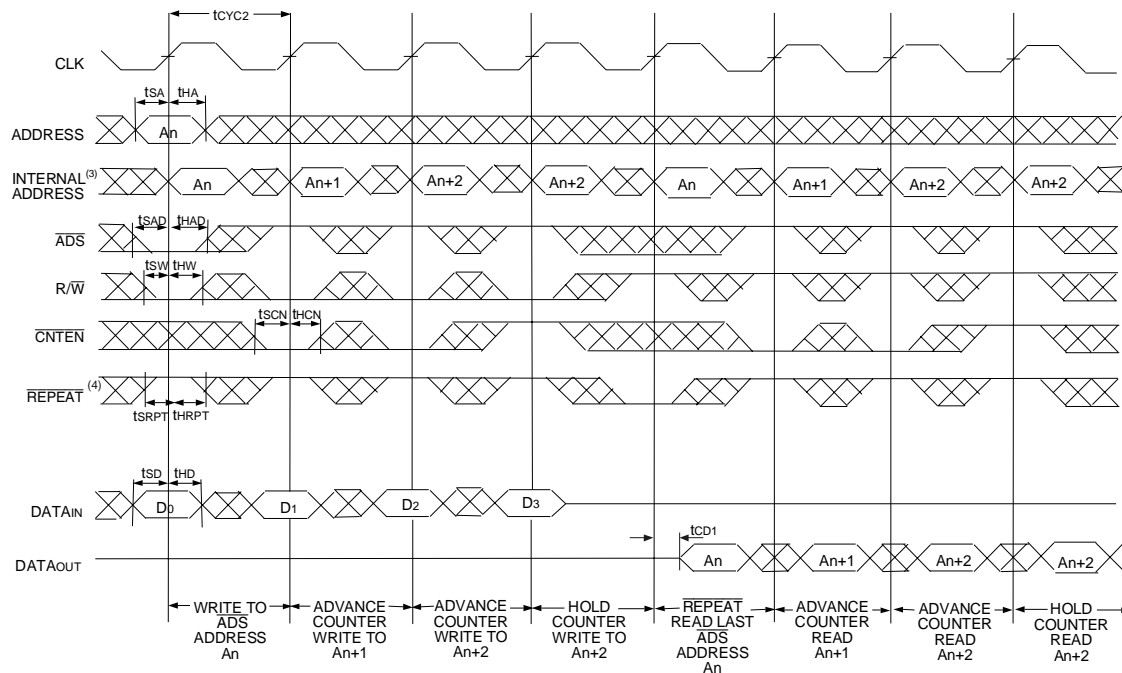 tCYC2
CLK
tSA tHA
ADDRESS An
INTERNAL(3) ADDRESS An An+1 An+2 An+2 An An+1 An+2 An+2
tSAD tHAD
ADS
tSW tHW
R/W
tSCN tHCN
CNTEN
REPEAT (4)
tSRPT tHRPT
tSD tHD
DATAIN D0 D1 D2 D3
tCD1
DATAOUT An An+1 An+2 An+2
WRITE TO ADS ADDRESS An
ADVANCE COUNTER WRITE TO An+1
ADVANCE COUNTER WRITE TO An+2
HOLD COUNTER WRITE TO An+2
REPEAT READ LAST ADS ADDRESS An
ADVANCE COUNTER READ An+1
ADVANCE COUNTER READ An+2
HOLD COUNTER READ An+2